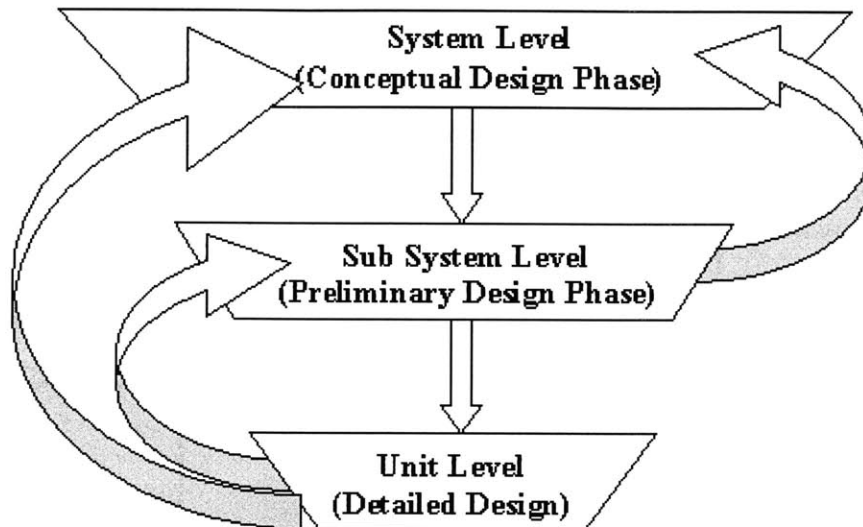 System Level
(Conceptual Design Phase)
Sub System Level
(Preliminary Design Phase)
Unit Level
(Detailed Design)